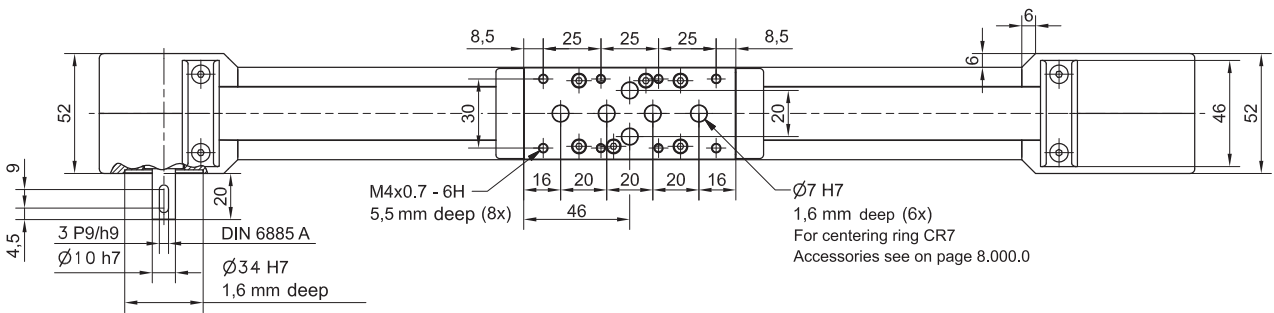 8,5 25 25 25 8,5 6
6
52 30 20 46 52
9 20
4,5
M4x0.7 - 6H
5,5 mm deep (8x)
16 20 20 20 16
46
Ø7 H7
1,6 mm deep (6x)
For centering ring CR7
Accessories see on page 8.000.0
3 P9/h9 DIN 6885 A
Ø10 h7
Ø34 H7
1,6 mm deep